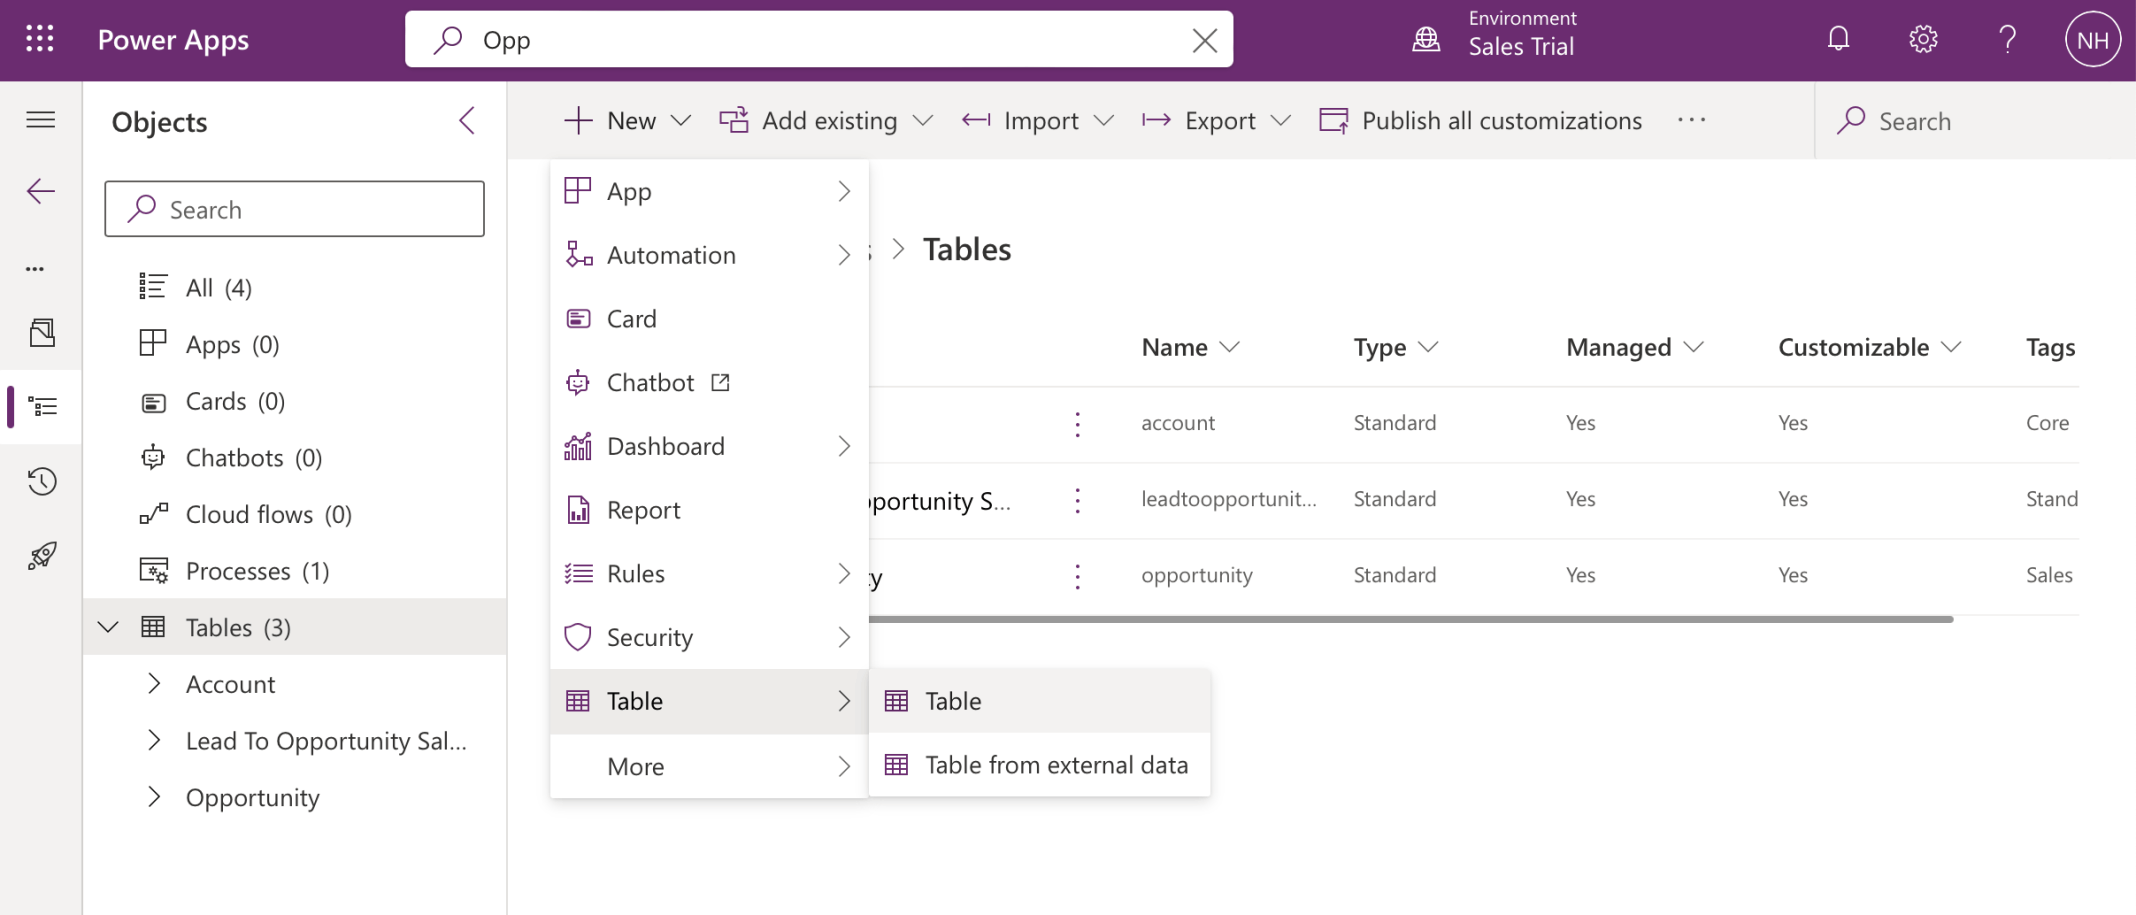 Power Apps
Opp
Environment
Sales Trial
NH
Objects
New
Add existing
Import
Export
Publish all customizations
Search
Search
All (4)
Apps (0)
Cards (0)
Chatbots (0)
Cloud flows (0)
Processes (1)
Tables (3)
Account
Lead To Opportunity Sal...
Opportunity
App
Automation
Card
Chatbot
Dashboard
Report
Rules
Security
Table
More
Table
Table from external data
s > Tables
Name Type Managed Customizable Tags
account Standard Yes Yes Core
pportunity S... leadtoopportunit... Standard Yes Yes Stand
ty opportunity Standard Yes Yes Sales